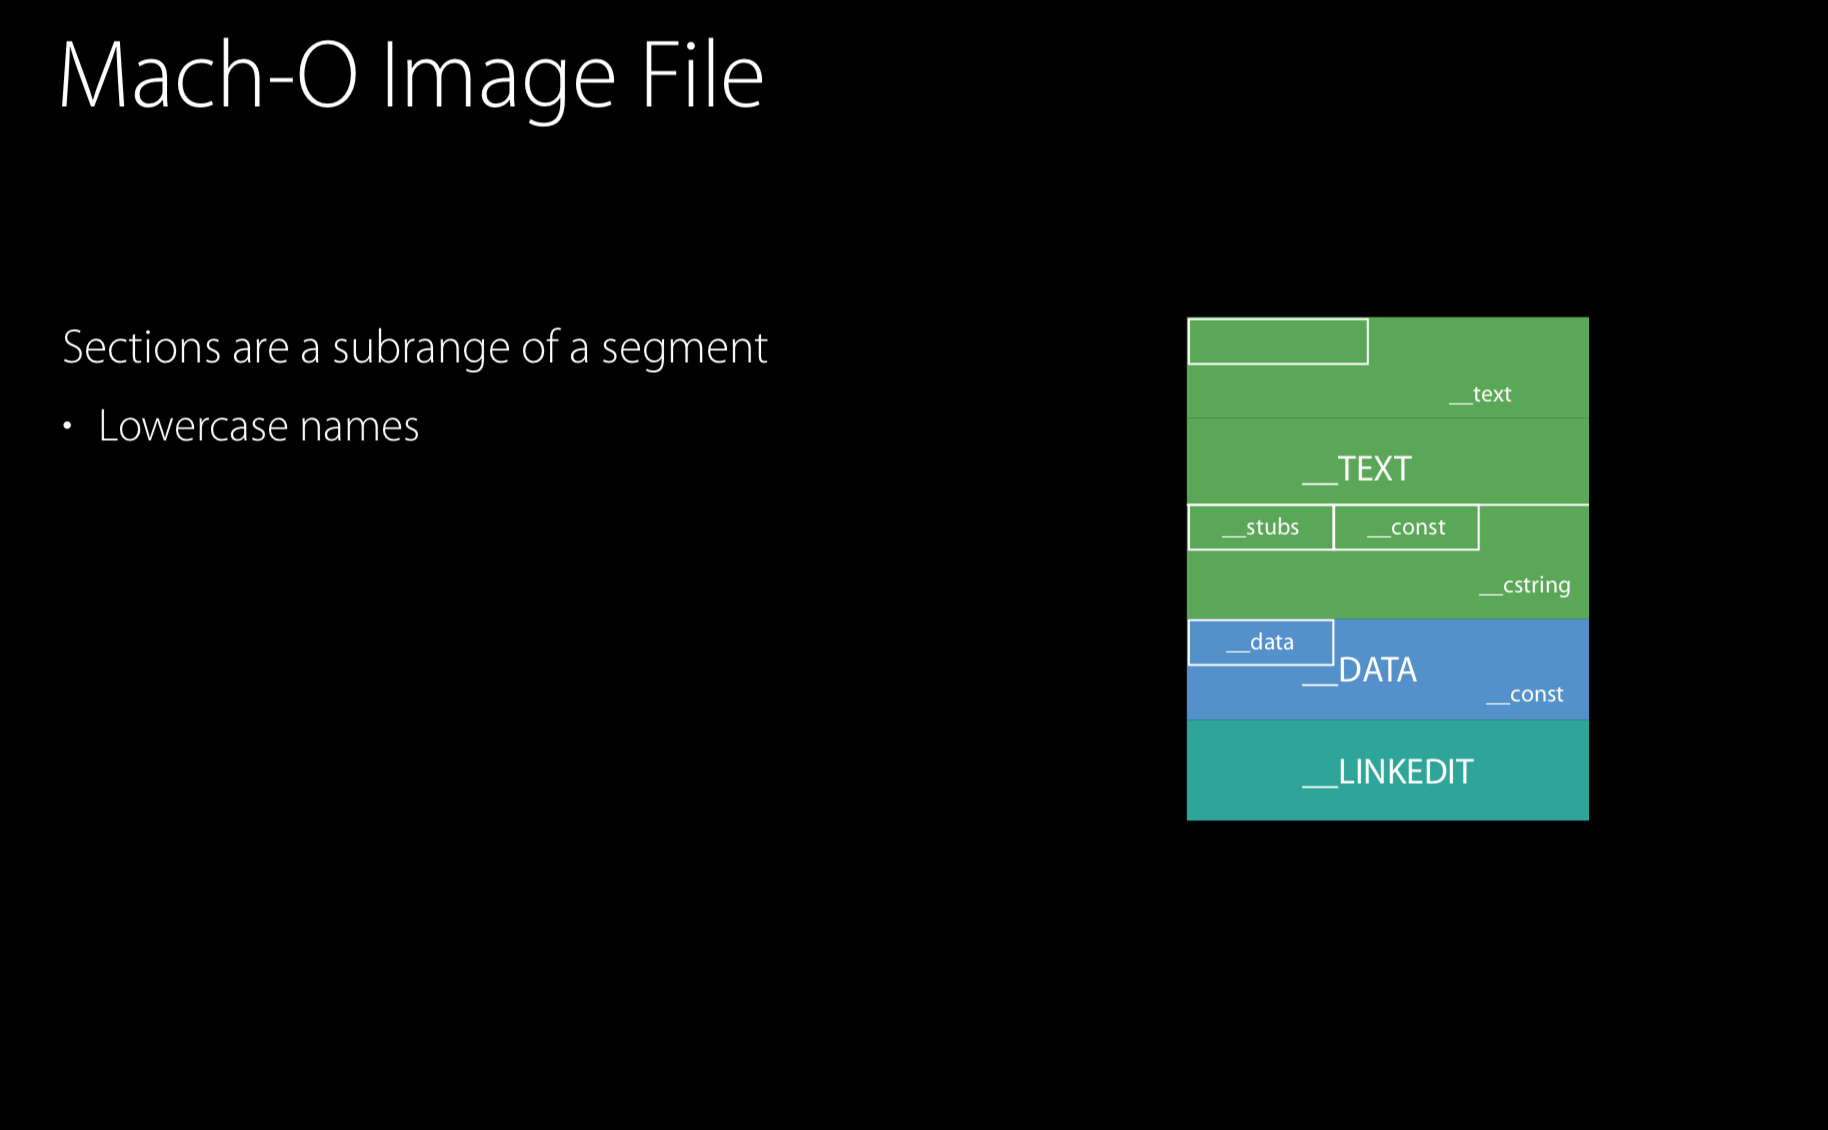 Mach-O Image File
Sections are a subrange of a segment
• Lowercase names
__text
__TEXT
__stubs __const
__cstring
__data
__DATA
__const
__LINKEDIT